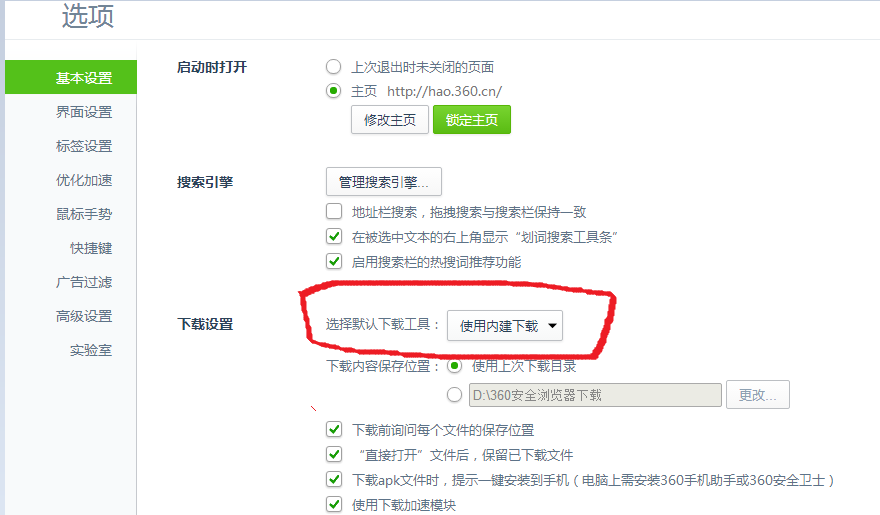 选项
基本设置
界面设置
标签设置
优化加速
鼠标手势
快捷键
广告过滤
高级设置
实验室
启动时打开
上次退出时未关闭的页面
主页 http://hao.360.cn/
修改主页 锁定主页
搜索引擎
管理搜索引擎...
地址栏搜索，拖拽搜索与搜索栏保持一致
在被选中文本的右上角显示“划词搜索工具条”
启用搜索栏的热搜词推荐功能
下载设置
选择默认下载工具： 使用内建下载
下载内容保存位置： 使用上次下载目录
D:\360安全浏览器下载 更改...
下载前询问每个文件的保存位置
“直接打开”文件后，保留已下载文件
下载apk文件时，提示一键安装到手机（电脑上需安装360手机助手或360安全卫士）
使用下载加速模块